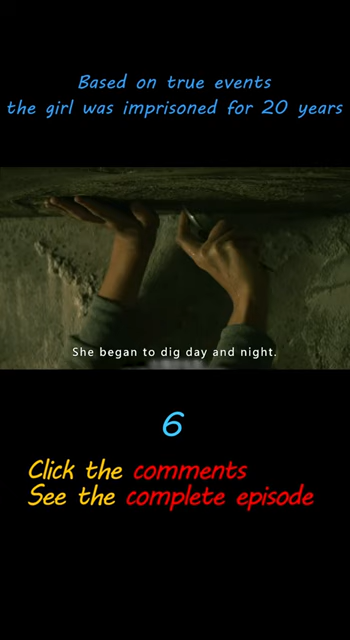 Based on true events
the girl was imprisoned for 20 years
She began to dig day and night.
6
Click the comments
See the complete episode